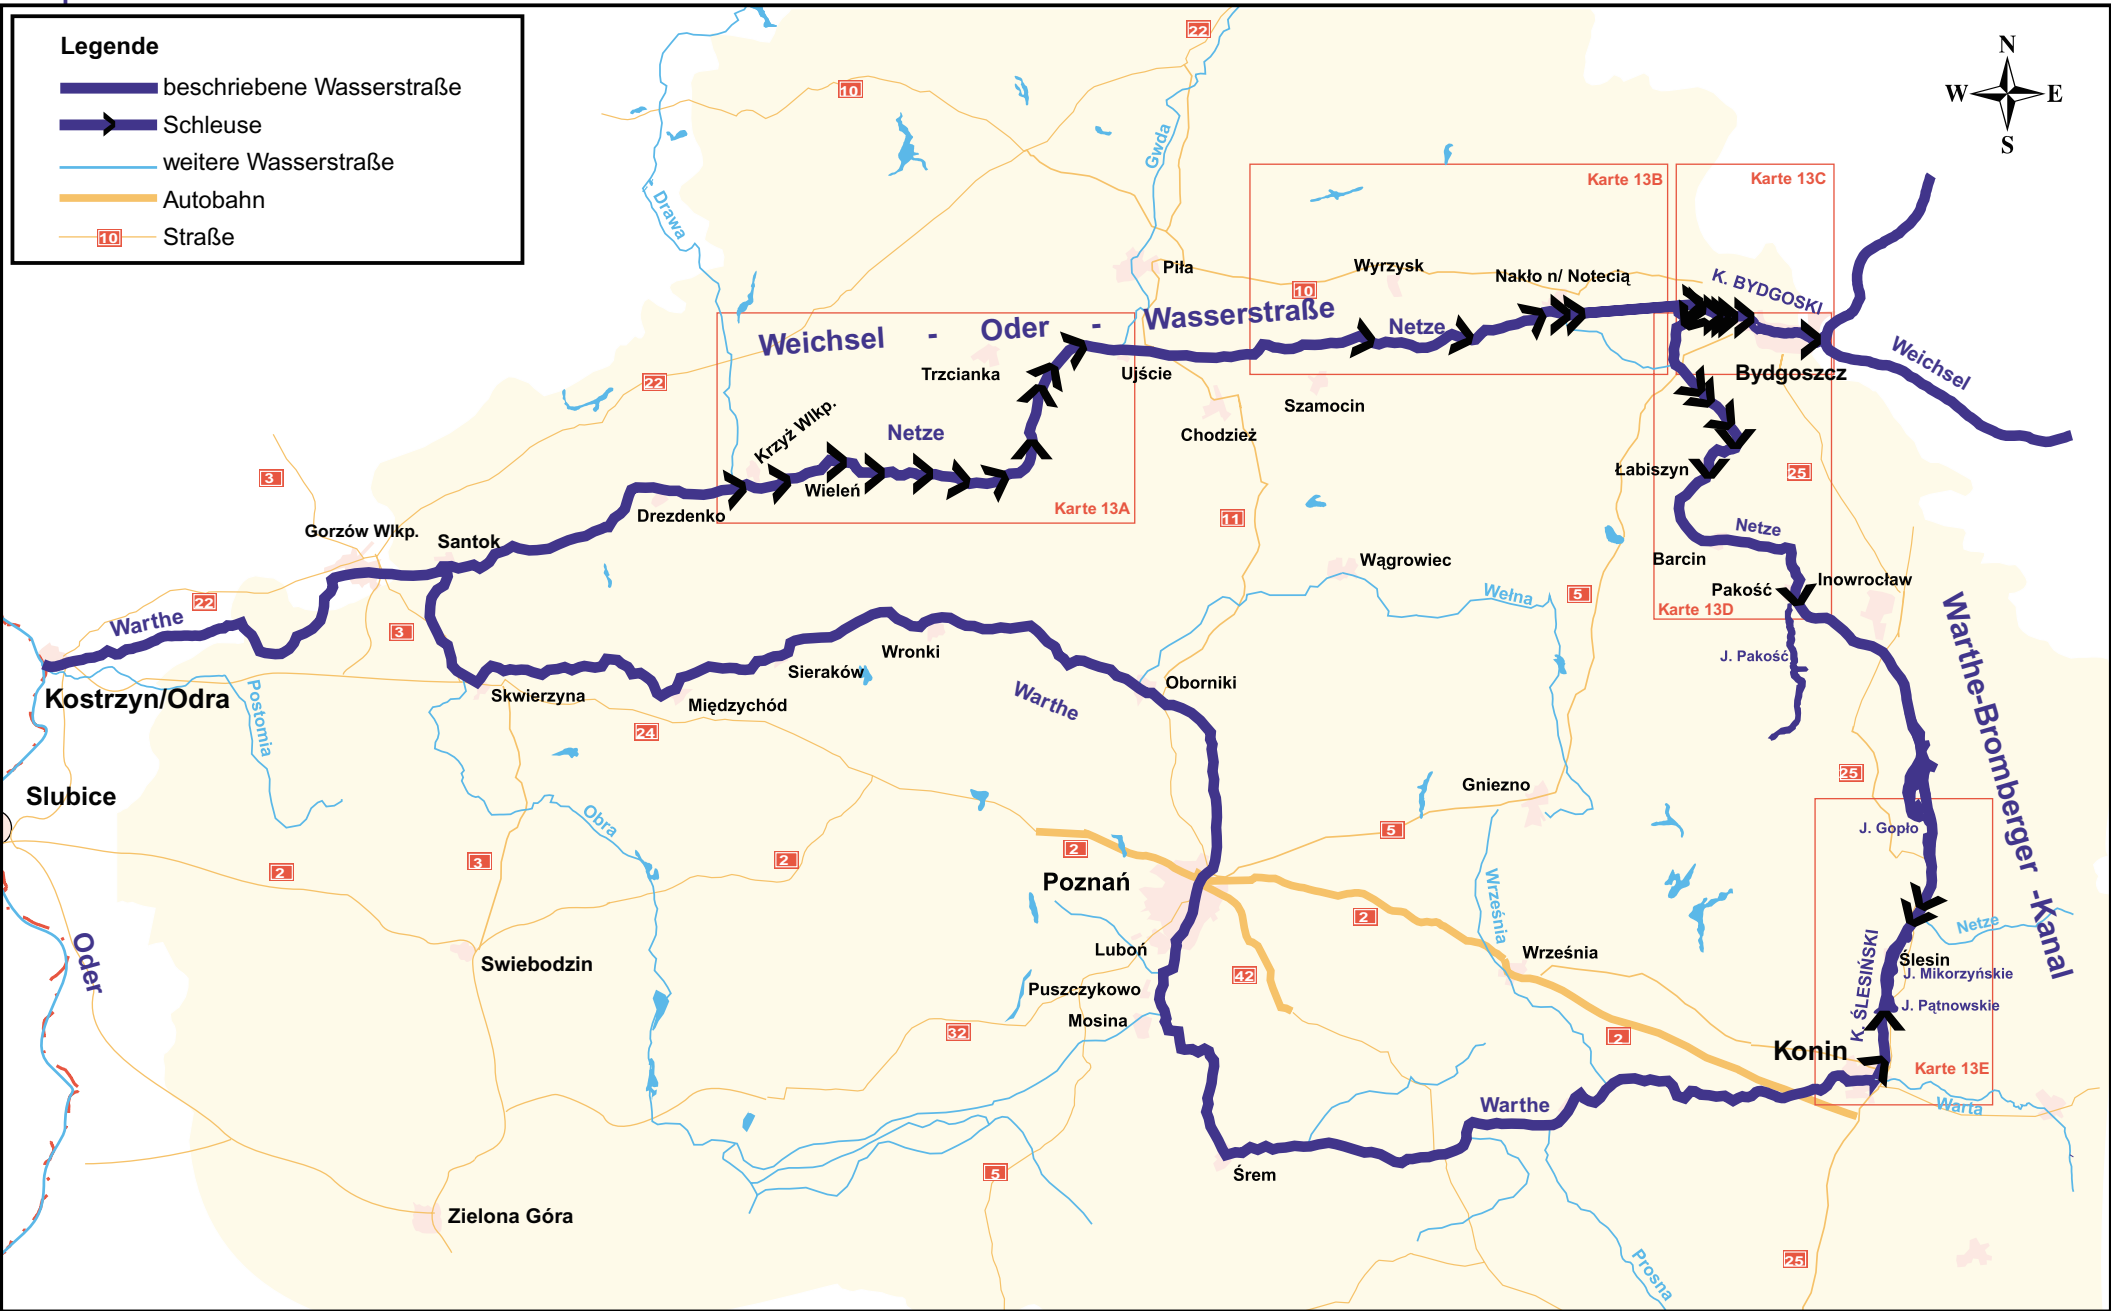 Legende
beschriebene Wasserstraße
Schleuse
weitere Wasserstraße
Autobahn
10 Straße
N
W E
S
22
10
Gwda
Drawa
Karte 13B
Karte 13C
Piła
Wyrzysk
Nakło n/ Notecią
K. BYDGOSKI
10
Weichsel - Oder - Wasserstraße
Netze
Weichsel
Trzcianka
Ujście
Bydgoszcz
22
Szamocin
Krzyż Wlkp.
Netze
Chodzież
Łabiszyn
25
3
Wieleń
Karte 13A
Drezdenko
11
Gorzów Wlkp.
Santok
Netze
Barcin
Wągrowiec
Inowrocław
Pakość
Wełna
5
22
Karte 13D
Warthe
3
Warthe-Bromberger -Kanal
Wronki
J. Pakość
Sieraków
Oborniki
Skwierzyna
Międzychód
Warthe
Kostrzyn/Odra
Postomia
24
25
Gniezno
Slubice
Obra
J. Gopło
5
2
3
2
2
Poznań
Września
2
Netze
Luboń
Września
Oder
Swiebodzin
42
K. ŚLESIŃSKI
Ślesin
J. Mikorzyńskie
Puszczykowo
J. Pątnowskie
Mosina
32
2
Konin
Karte 13E
Warthe
Warta
5
Śrem
Zielona Góra
25
Prosna